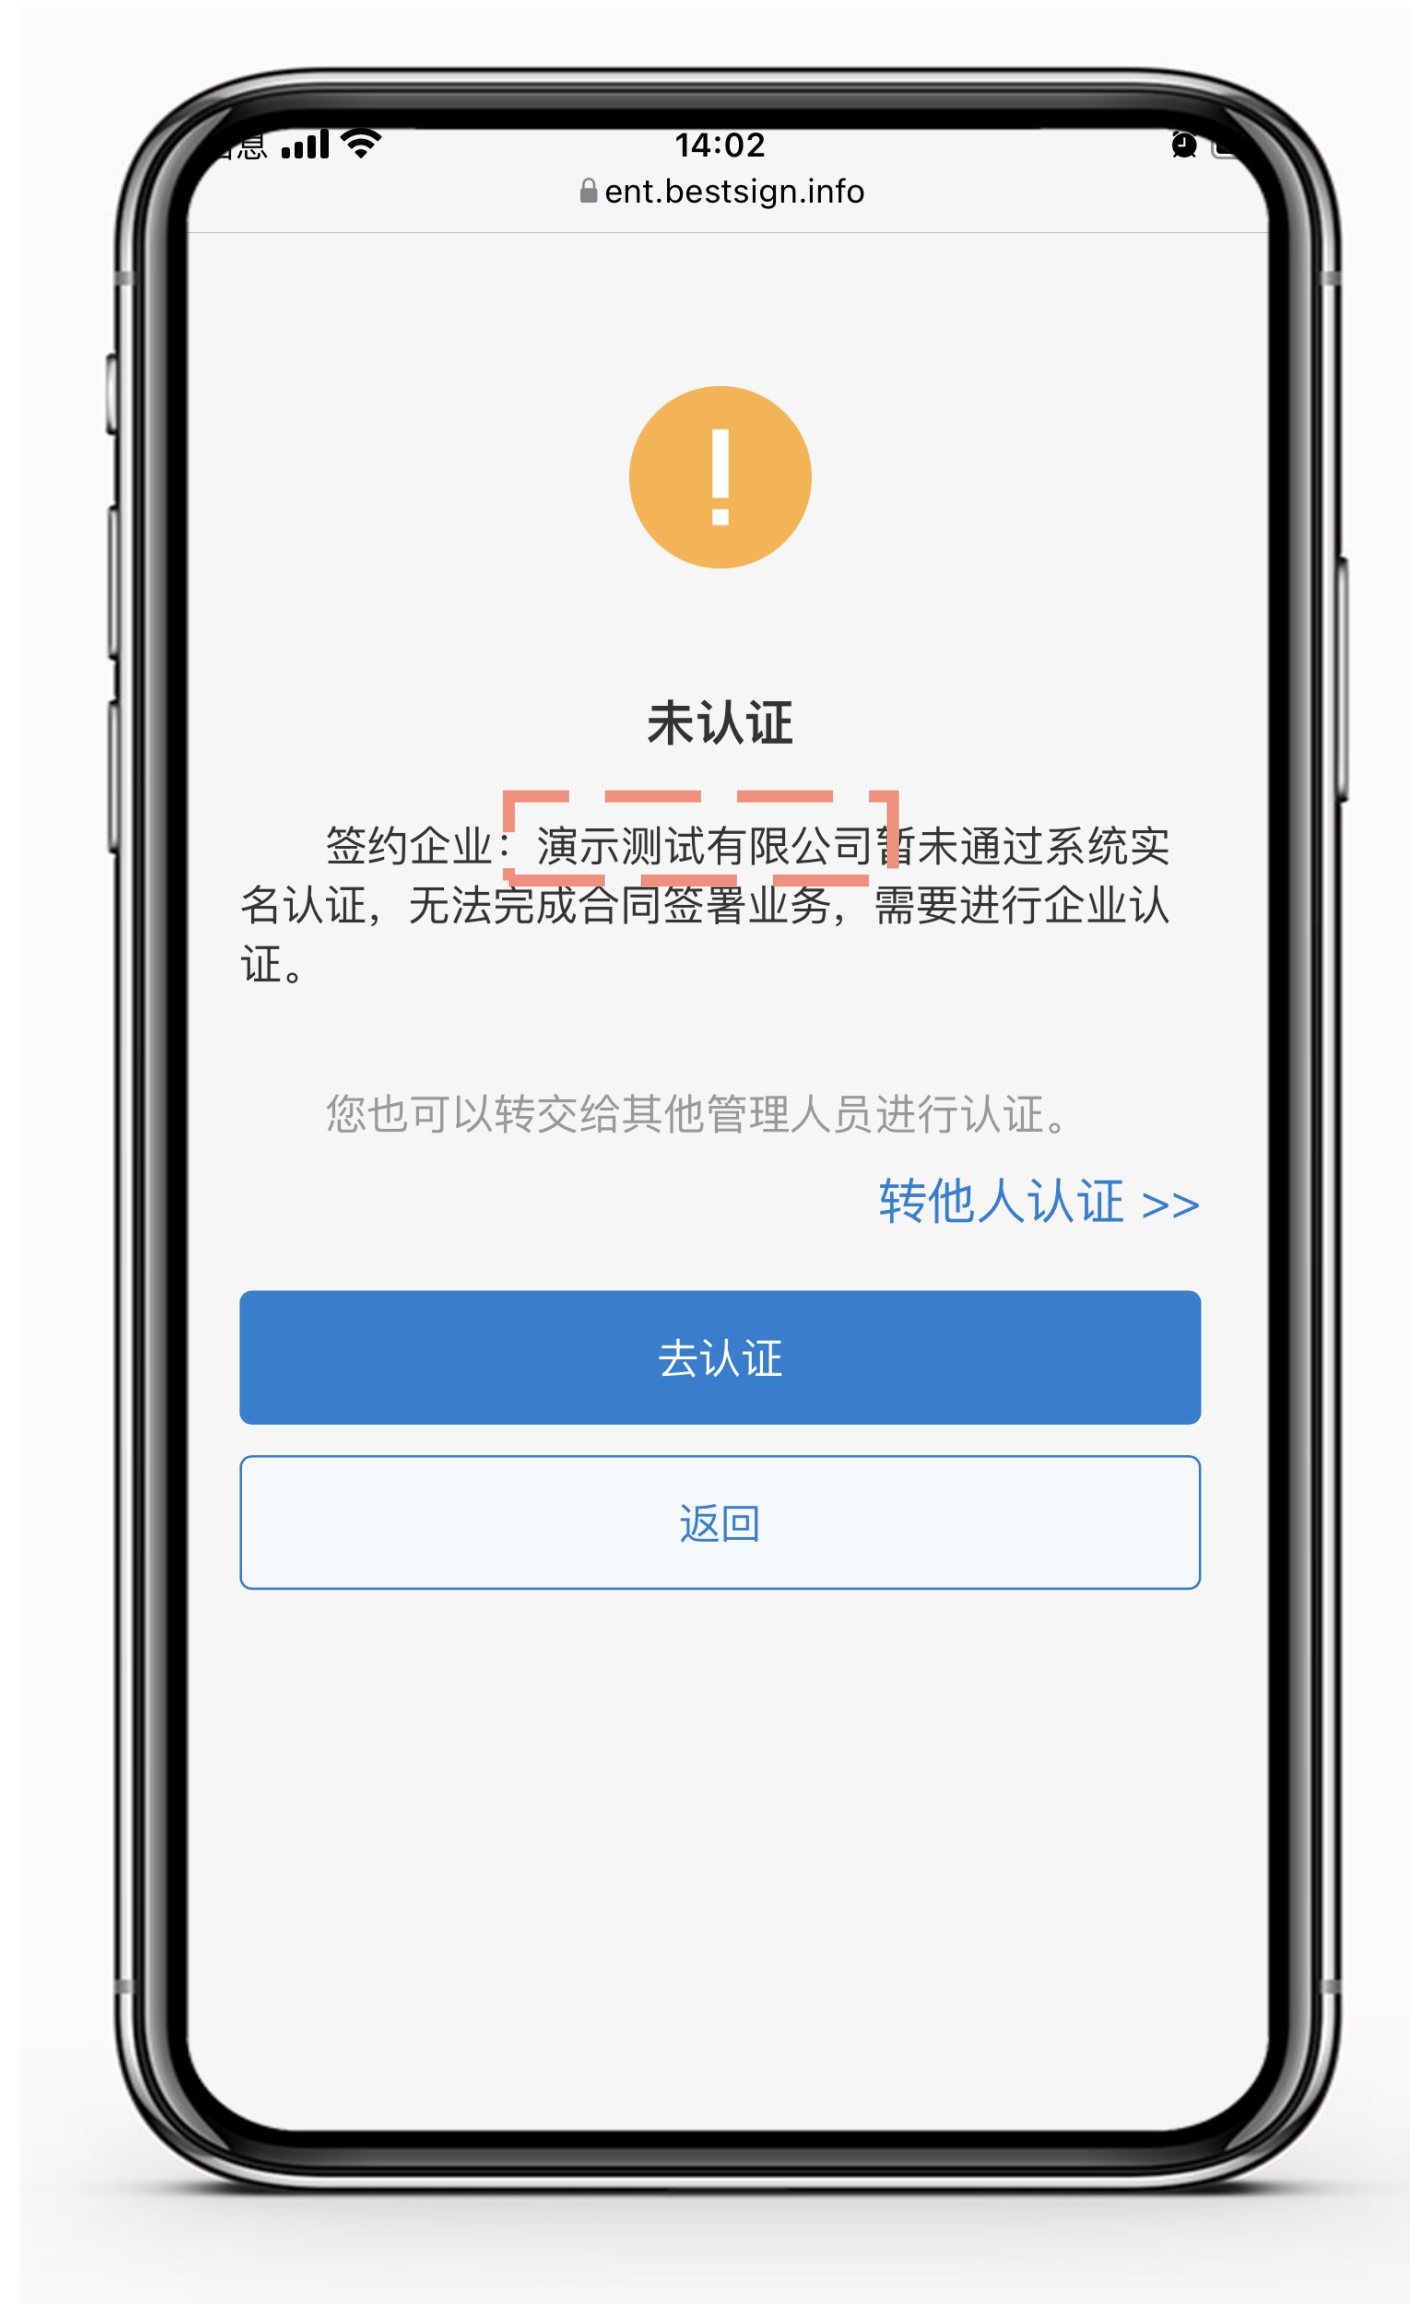 息
14:02
ent.bestsign.info
未认证
签约企业：演示测试有限公司暂未通过系统实
名认证，无法完成合同签署业务，需要进行企业认
证。
您也可以转交给其他管理人员进行认证。
转他人认证 >>
去认证
返回